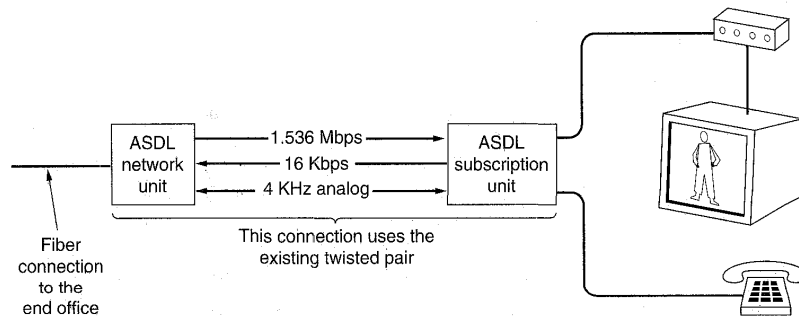 ASDL
network
unit
1.536 Mbps
16 Kbps
4 KHz analog
ASDL
subscription
unit
This connection uses the
existing twisted pair
Fiber
connection
to the
end office